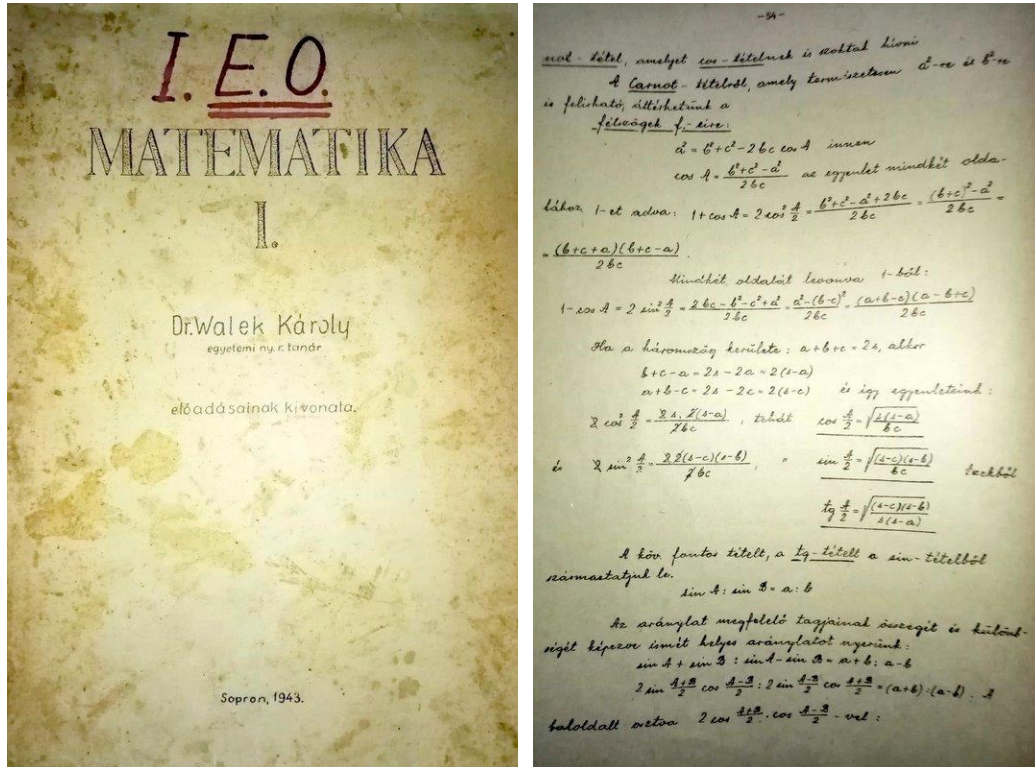 I. E. O.
MATEMATIKA
I.
Dr. Walek Károly
egyetemi ny. r. tanár
előadásainak kivonata.
Sopron, 1943.
-54-
not-tétel, amelyet cos-tételnek is szoktak hívni
A Carnot-tételről, amely természetesen a²-re és b²-re
is felírható, áttérhetünk a
félszögek f.-eire:
a² = b² + c² - 2bc cos A innen
cos A = (b² + c² - a²)/2bc az egyenlet mindkét olda-
lához 1-et adva: 1 + cos A = 2 cos² A/2 = (b² + c² - a² + 2bc)/2bc = ((b+c)² - a²)/2bc =
= (b+c+a)(b+c-a)/2bc.
Mindkét oldalát levonva 1-ből:
1 - cos A = 2 sin² A/2 = (2bc - b² - c² + a²)/2bc = (a² - (b-c)²)/2bc = (a+b-c)(a-b+c)/2bc
Ha a háromszög kerülete: a+b+c = 2s, akkor
b+c-a = 2s - 2a = 2(s-a)
a+b-c = 2s - 2c = 2(s-c) és így egyenleteink:
2 cos² A/2 = 2s. 2(s-a)/2bc, tehát cos A/2 = √(s(s-a)/bc)
és 2 sin² A/2 = 2 2(s-c)(s-b)/2bc, " sin A/2 = √((s-c)(s-b)/bc) Ezekből
tg A/2 = √((s-c)(s-b)/s(s-a))
A köv. fontos tételt, a tg-tételt a sin-tételből
származtatjuk le.
sin A : sin B = a : b
Az aránylat megfelelő tagjainak összegét és különb-
ségét képezve ismét helyes aránylatot nyerünk:
sin A + sin B : sin A - sin B = a+b : a-b
2 sin (A+B)/2 cos (A-B)/2 : 2 sin (A-B)/2 cos (A+B)/2 = (a+b) : (a-b). A
baloldalt osztva 2 cos (A+B)/2 . cos (A-B)/2 -vel: